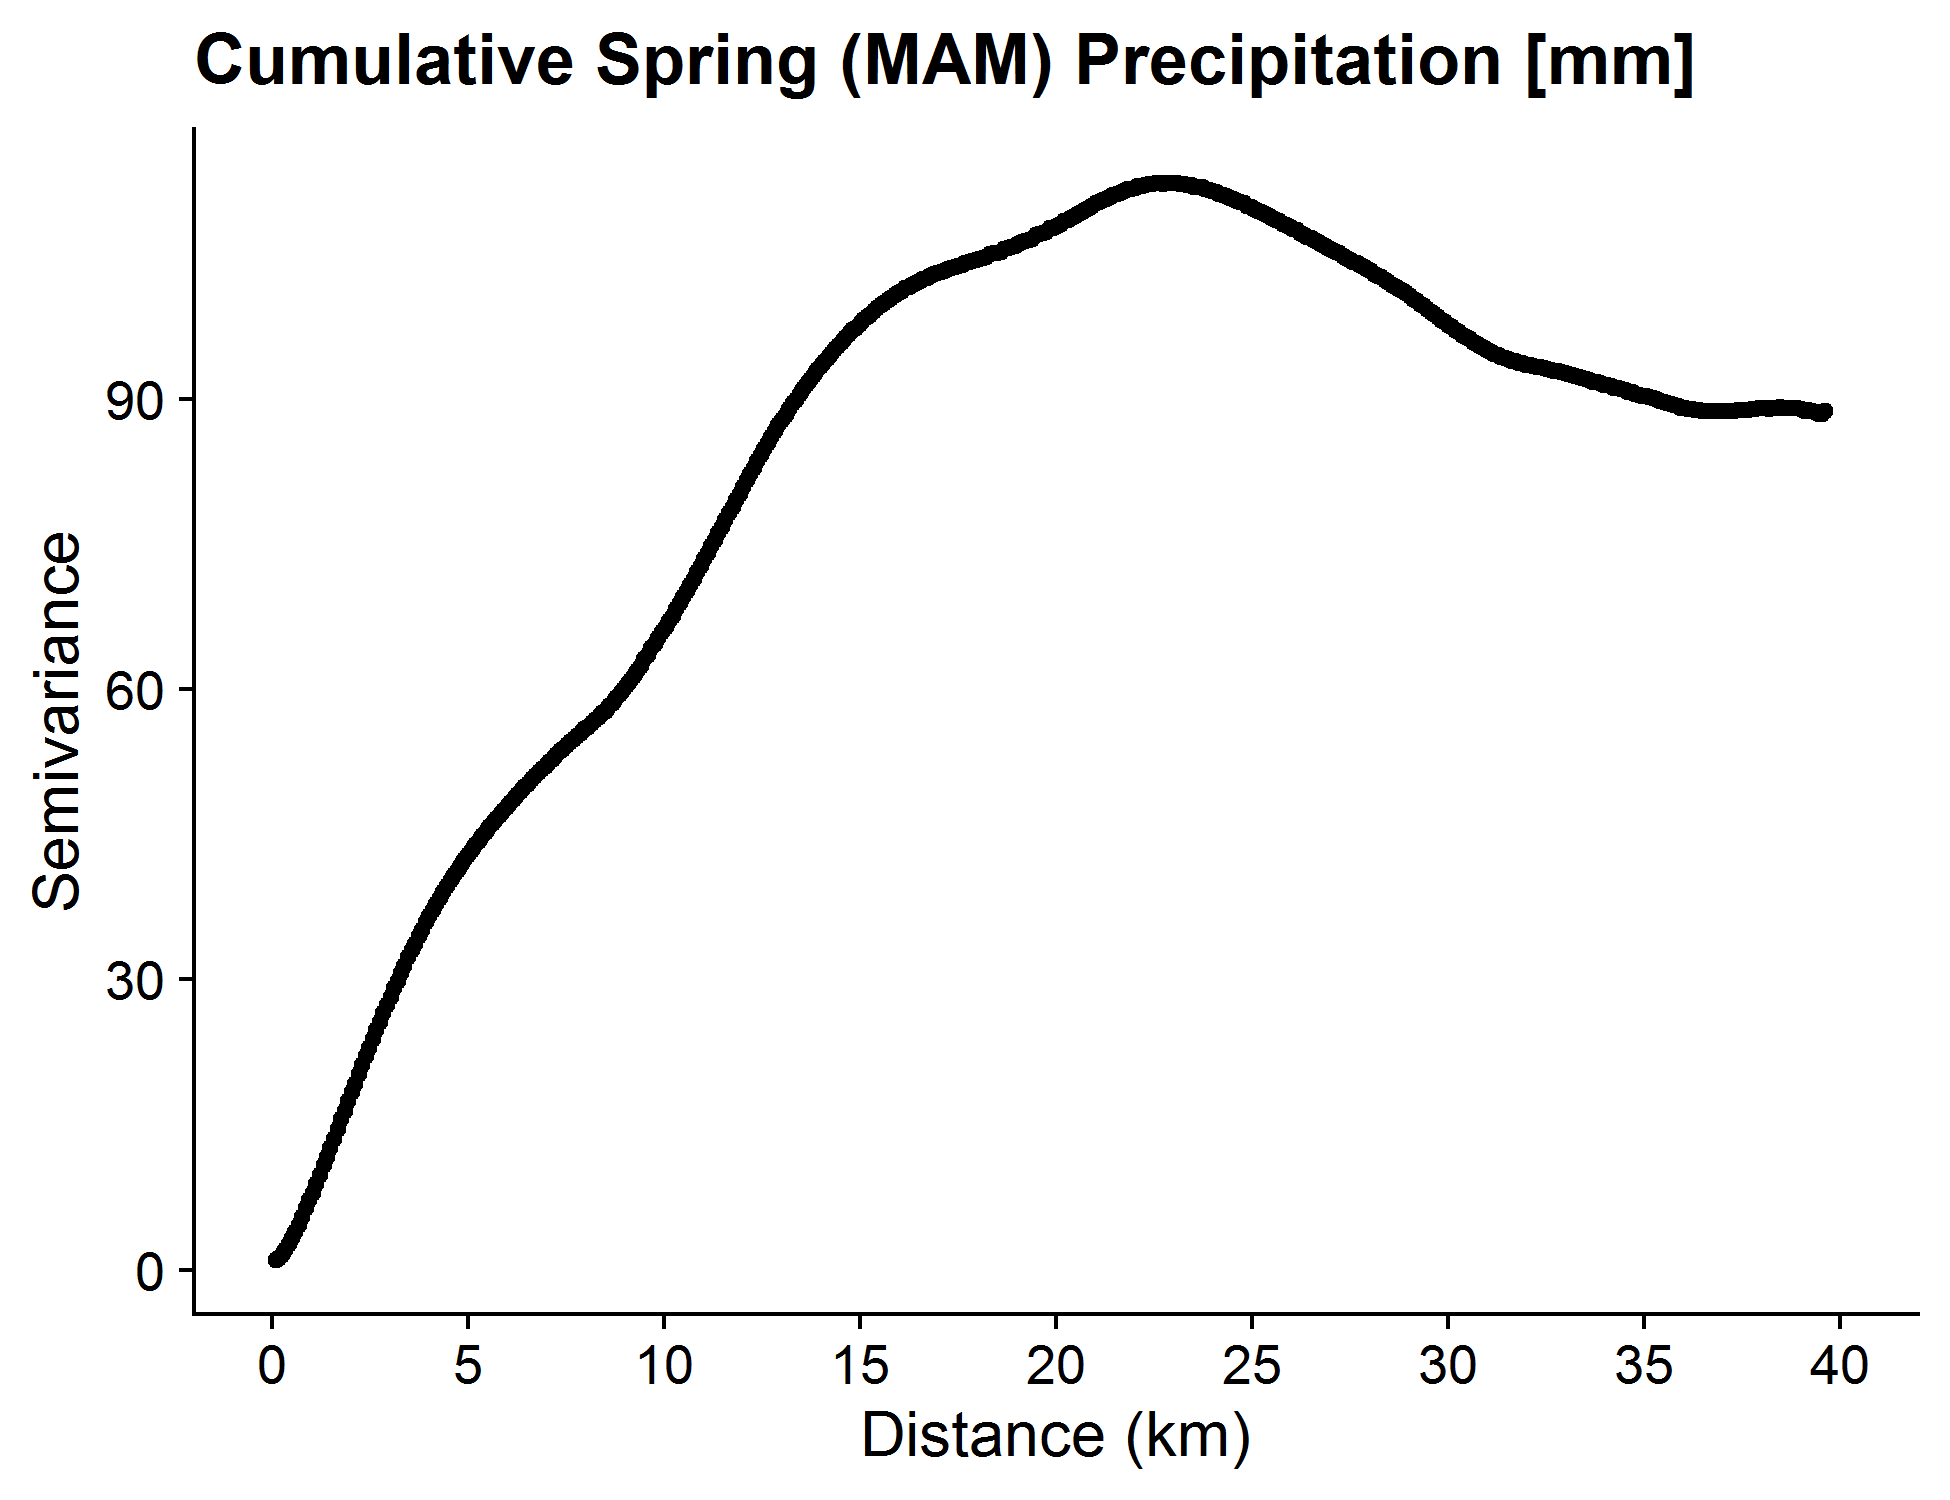 Cumulative Spring (MAM) Precipitation [mm]
Semivariance
90
60
30
0
0 5 10 15 20 25 30 35 40
Distance (km)